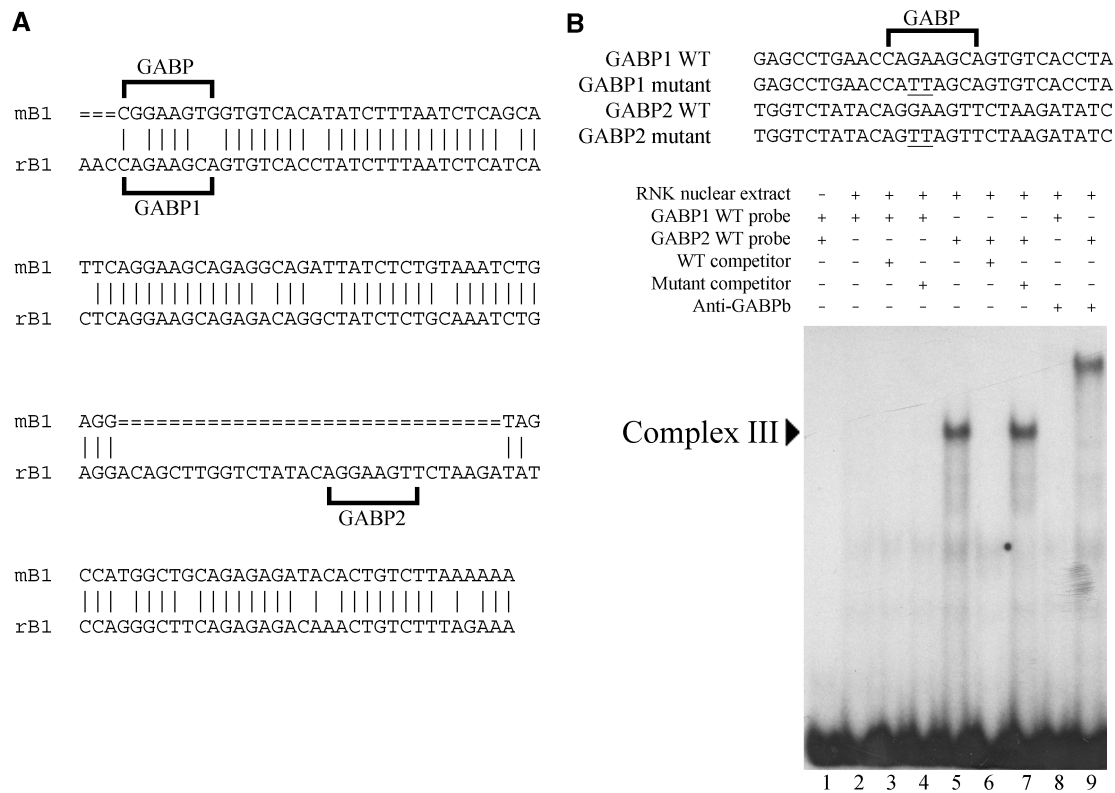 A
GABP
mB1 ===CGGAAGTGGTGTCACATATCTTTAATCTCAGCA
rB1 AACCAGAAGCAGTGTCACCTATCTTTAATCTCATCA
GABP1
mB1 TTCAGGAAGCAGAGGCAGATTATCTCTGTAAATCTG
rB1 CTCAGGAAGCAGAGACAGGCTATCTCTGCAAATCTG
mB1 AGG==============================TAG
rB1 AGGACAGCTTGGTCTATACAGGAAGTTCTAAGATAT
GABP2
mB1 CCATGGCTGCAGAGAGATACACTGTCTTAAAAAA
rB1 CCAGGGCTTCAGAGAGACAAACTGTCTTTAGAAA
B
GABP
GABP1 WT GAGCCTGAACCAGAAGCAGTGTCACCTA
GABP1 mutant GAGCCTGAACCATTAGCAGTGTCACCTA
GABP2 WT TGGTCTATACAGGAAGTTCTAAGATATC
GABP2 mutant TGGTCTATACAGTTAGTTCTAAGATATC
RNK nuclear extract – + + + + + + + +
GABP1 WT probe + + + + – – – + –
GABP2 WT probe + – – – + + + – +
WT competitor – – + – – + – – –
Mutant competitor – – – + – – + – –
Anti-GABPb – – – – – – – + +
Complex III
1 2 3 4 5 6 7 8 9